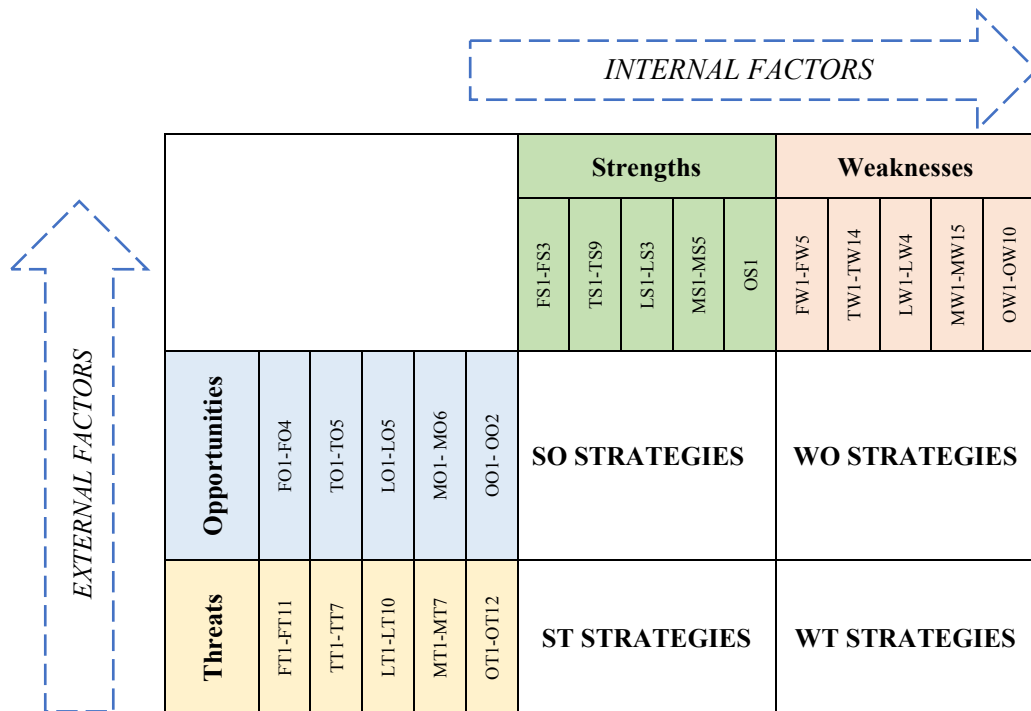 INTERNAL FACTORS
Strengths
Weaknesses
FS1-FS3
TS1-TS9
LS1-LS3
MS1-MS5
OS1
FW1-FW5
TW1-TW14
LW1-LW4
MW1-MW15
OW1-OW10
EXTERNAL FACTORS
Opportunities
FO1-FO4
TO1-TO5
LO1-LO5
MO1- MO6
OO1- OO2
SO STRATEGIES
WO STRATEGIES
Threats
FT1-FT11
TT1-TT7
LT1-LT10
MT1-MT7
OT1-OT12
ST STRATEGIES
WT STRATEGIES